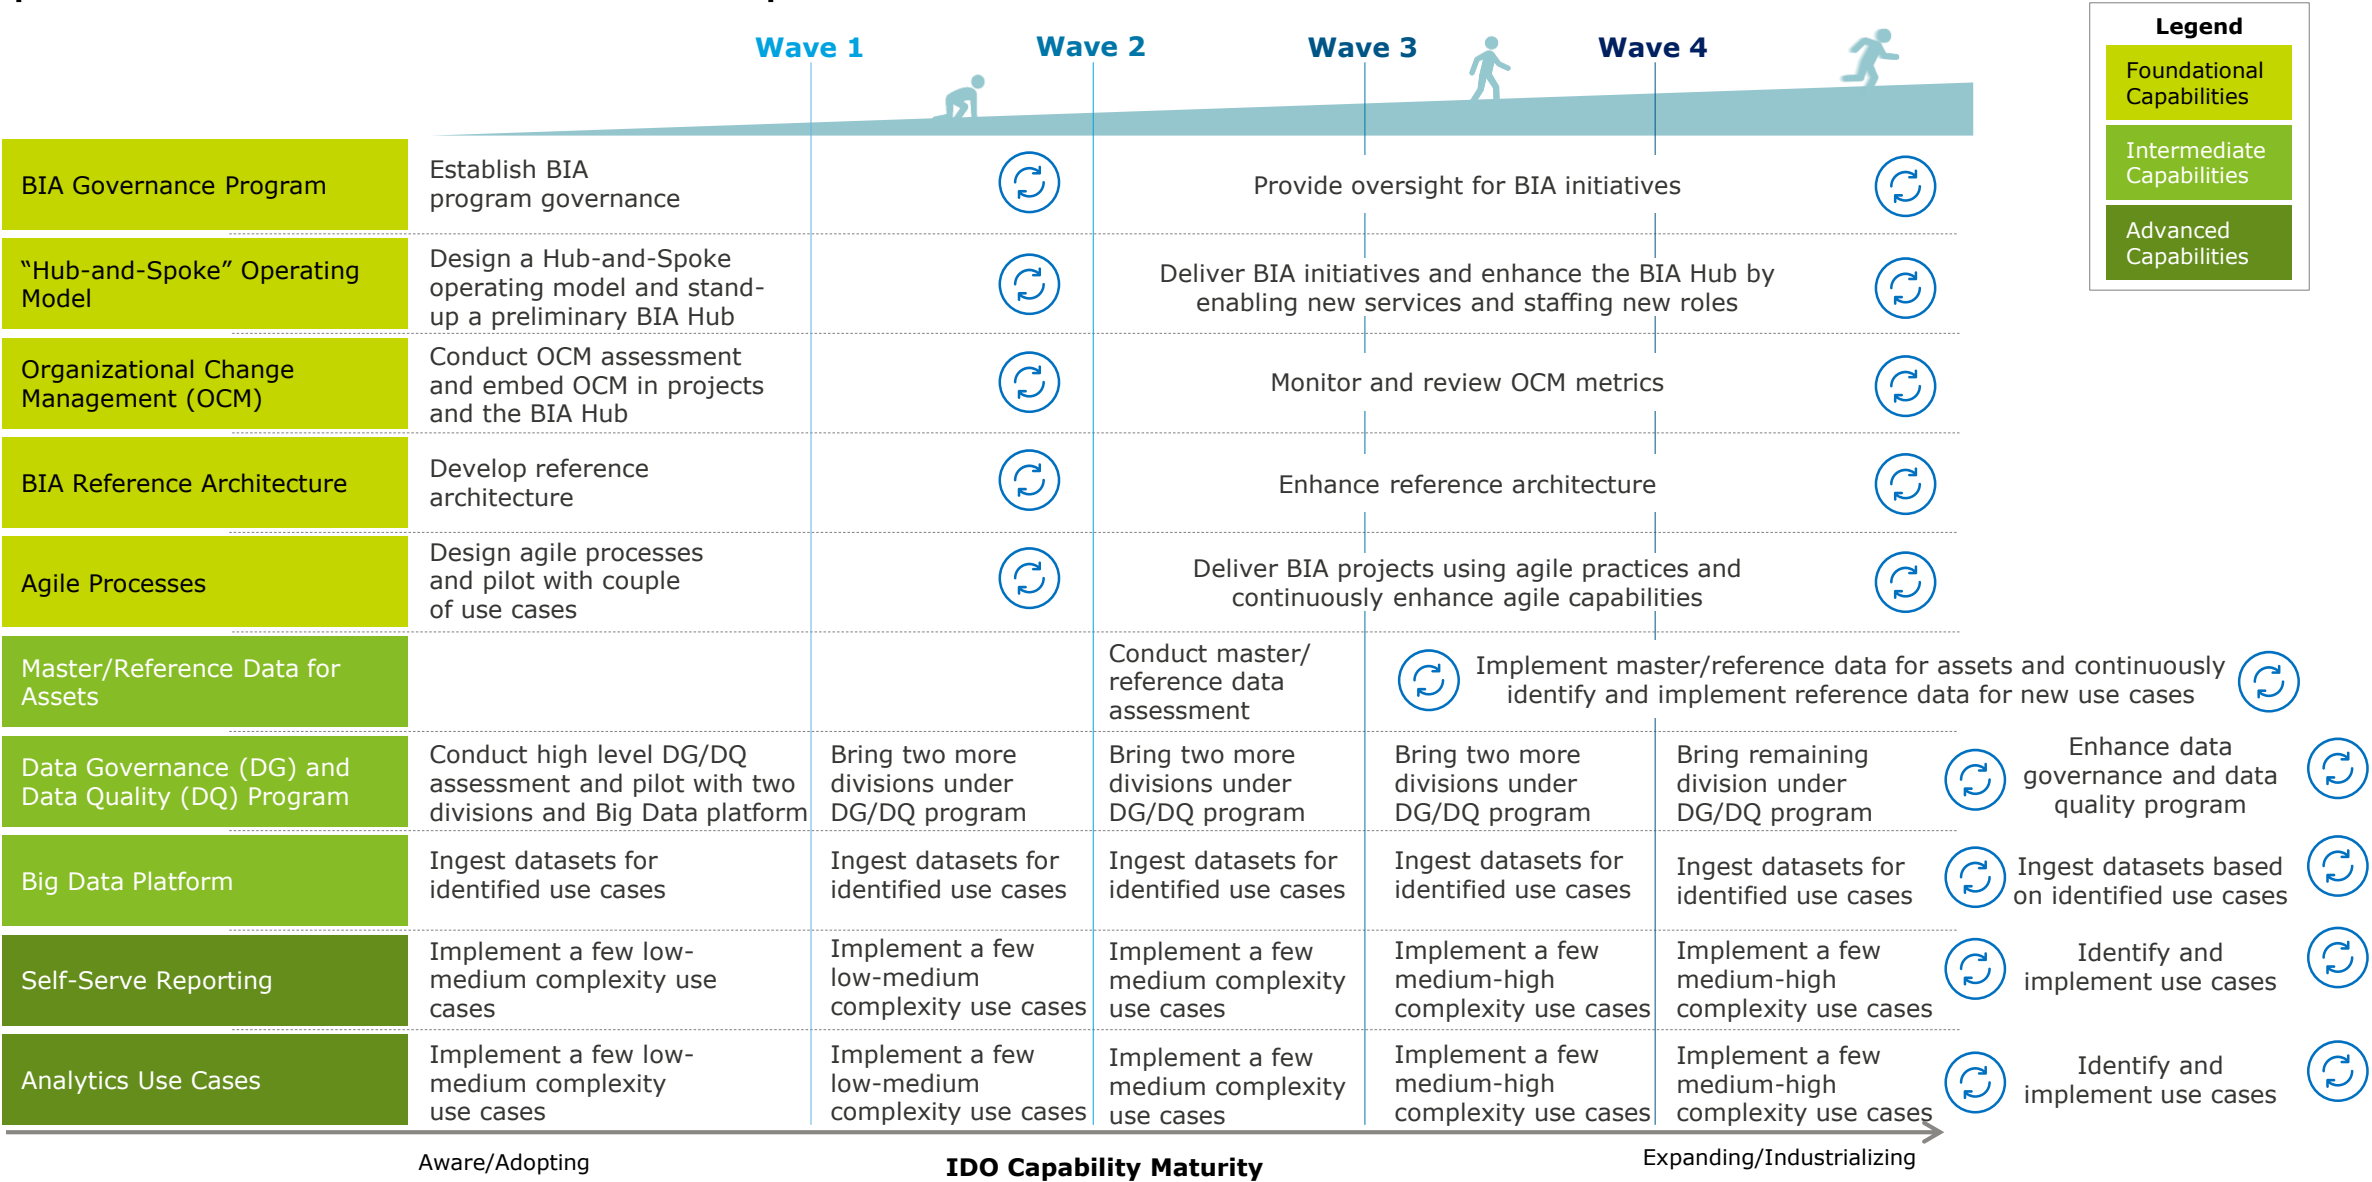 Wave 1
Wave 2
Wave 3
Wave 4
Legend
Foundational
Capabilities
Intermediate
Capabilities
Advanced
Capabilities
BIA Governance Program
Establish BIA
program governance
Provide oversight for BIA initiatives
“Hub-and-Spoke” Operating
Model
Design a Hub-and-Spoke
operating model and stand-
up a preliminary BIA Hub
Deliver BIA initiatives and enhance the BIA Hub by
enabling new services and staffing new roles
Organizational Change
Management (OCM)
Conduct OCM assessment
and embed OCM in projects
and the BIA Hub
Monitor and review OCM metrics
BIA Reference Architecture
Develop reference
architecture
Enhance reference architecture
Agile Processes
Design agile processes
and pilot with couple
of use cases
Deliver BIA projects using agile practices and
continuously enhance agile capabilities
Master/Reference Data for
Assets
Conduct master/
reference data
assessment
Implement master/reference data for assets and continuously
identify and implement reference data for new use cases
Data Governance (DG) and
Data Quality (DQ) Program
Conduct high level DG/DQ
assessment and pilot with two
divisions and Big Data platform
Bring two more
divisions under
DG/DQ program
Bring two more
divisions under
DG/DQ program
Bring two more
divisions under
DG/DQ program
Bring remaining
division under
DG/DQ program
Enhance data
governance and data
quality program
Big Data Platform
Ingest datasets for
identified use cases
Ingest datasets for
identified use cases
Ingest datasets for
identified use cases
Ingest datasets for
identified use cases
Ingest datasets for
identified use cases
Ingest datasets based
on identified use cases
Self-Serve Reporting
Implement a few low-
medium complexity use
cases
Implement a few
low-medium
complexity use cases
Implement a few
medium complexity
use cases
Implement a few
medium-high
complexity use cases
Implement a few
medium-high
complexity use cases
Identify and
implement use cases
Analytics Use Cases
Implement a few low-
medium complexity
use cases
Implement a few
low-medium
complexity use cases
Implement a few
medium complexity
use cases
Implement a few
medium-high
complexity use cases
Implement a few
medium-high
complexity use cases
Identify and
implement use cases
Aware/Adopting
IDO Capability Maturity
Expanding/Industrializing